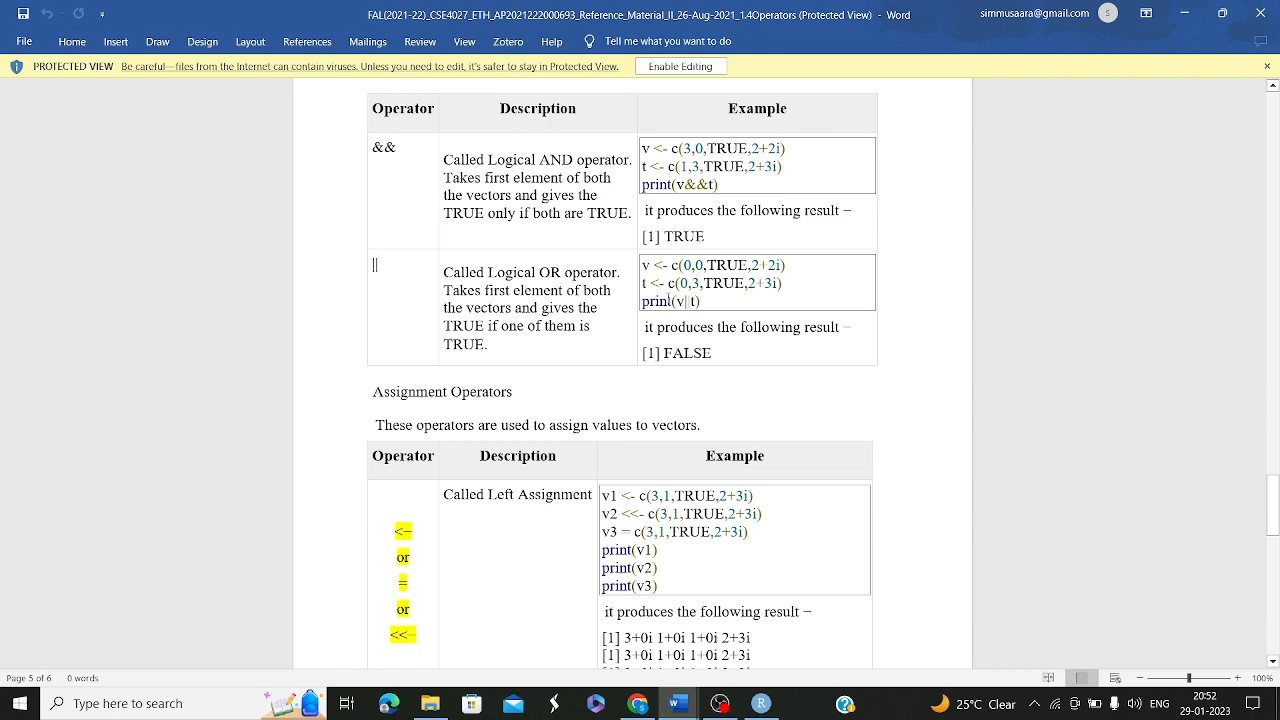 FAL(2021-22)_CSE4027_ETH_AP2021222000693_Reference_Material_II_26-Aug-2021_1.4Operators (Protected View) - Word
simmusaara@gmail.com S
File Home Insert Draw Design Layout References Mailings Review View Zotero Help Tell me what you want to do
PROTECTED VIEW Be careful—files from the Internet can contain viruses. Unless you need to edit, it's safer to stay in Protected View. Enable Editing
Operator Description Example
&&
Called Logical AND operator.
Takes first element of both
the vectors and gives the
TRUE only if both are TRUE.
v <- c(3,0,TRUE,2+2i)
t <- c(1,3,TRUE,2+3i)
print(v&&t)
it produces the following result −
[1] TRUE
||
Called Logical OR operator.
Takes first element of both
the vectors and gives the
TRUE if one of them is
TRUE.
v <- c(0,0,TRUE,2+2i)
t <- c(0,3,TRUE,2+3i)
print(v||t)
it produces the following result −
[1] FALSE
Assignment Operators
These operators are used to assign values to vectors.
Operator Description Example
<−
or
=
or
<<−
Called Left Assignment
v1 <- c(3,1,TRUE,2+3i)
v2 <<- c(3,1,TRUE,2+3i)
v3 = c(3,1,TRUE,2+3i)
print(v1)
print(v2)
print(v3)
it produces the following result −
[1] 3+0i 1+0i 1+0i 2+3i
[1] 3+0i 1+0i 1+0i 2+3i
Page 5 of 6 0 words
100%
Type here to search
25°C Clear
ENG
20:52
29-01-2023